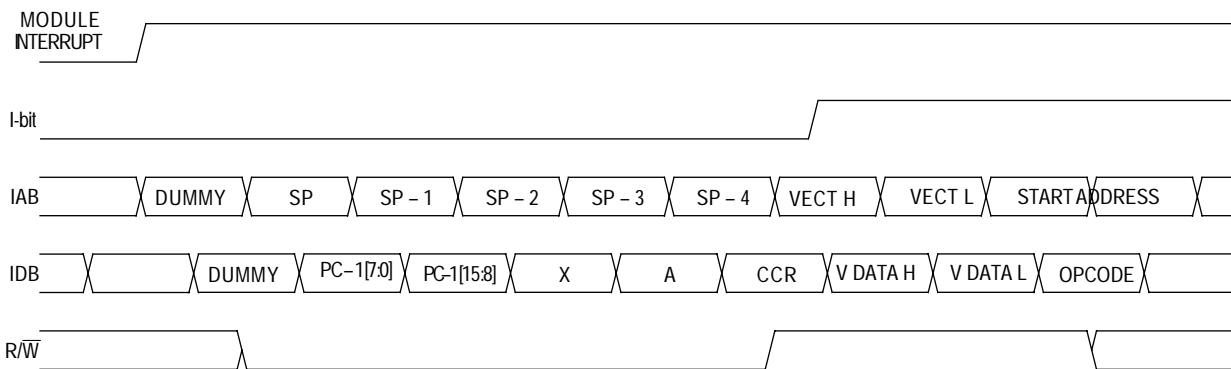 MODULE
INTERRUPT
I-bit
IAB DUMMY SP SP – 1 SP – 2 SP – 3 SP – 4 VECT H VECT L START ADDRESS
IDB DUMMY PC – 1[7:0] PC–1[15:8] X A CCR V DATA H V DATA L OPCODE
R/W̅